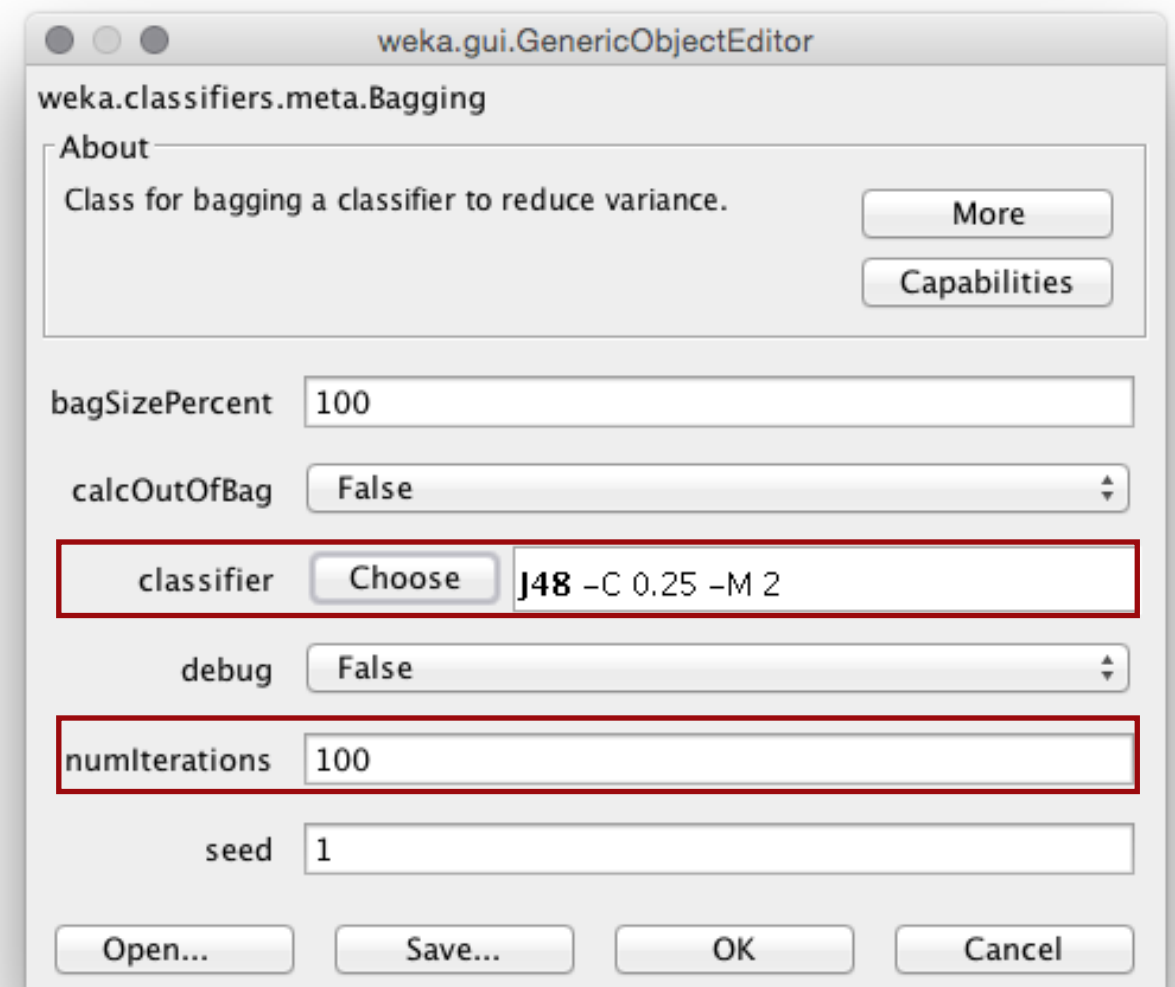 weka.gui.GenericObjectEditor
weka.classifiers.meta.Bagging
About
Class for bagging a classifier to reduce variance.
More
Capabilities
bagSizePercent 100
calcOutOfBag False
classifier Choose J48 –C 0.25 –M 2
debug False
numIterations 100
seed 1
Open... Save... OK Cancel